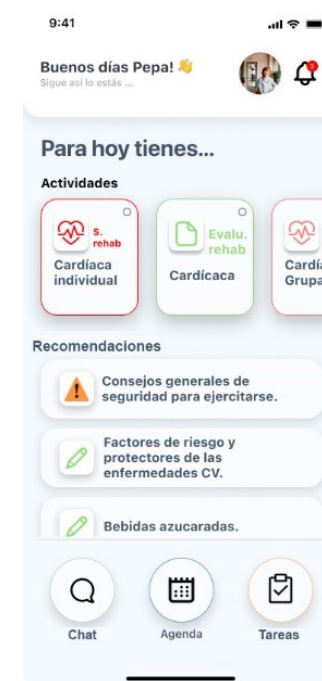 9:41
Buenos días Pepa! 👋
Sigue así lo estás ...
3
Para hoy tienes...
Actividades
S.
rehab
Cardíaca
individual
Evalu.
rehab
Cardícaca
Cardía
Grupa
Recomendaciones
Consejos generales de
seguridad para ejercitarse.
Factores de riesgo y
protectores de las
enfermedades CV.
Bebidas azucaradas.
Chat
Agenda
Tareas